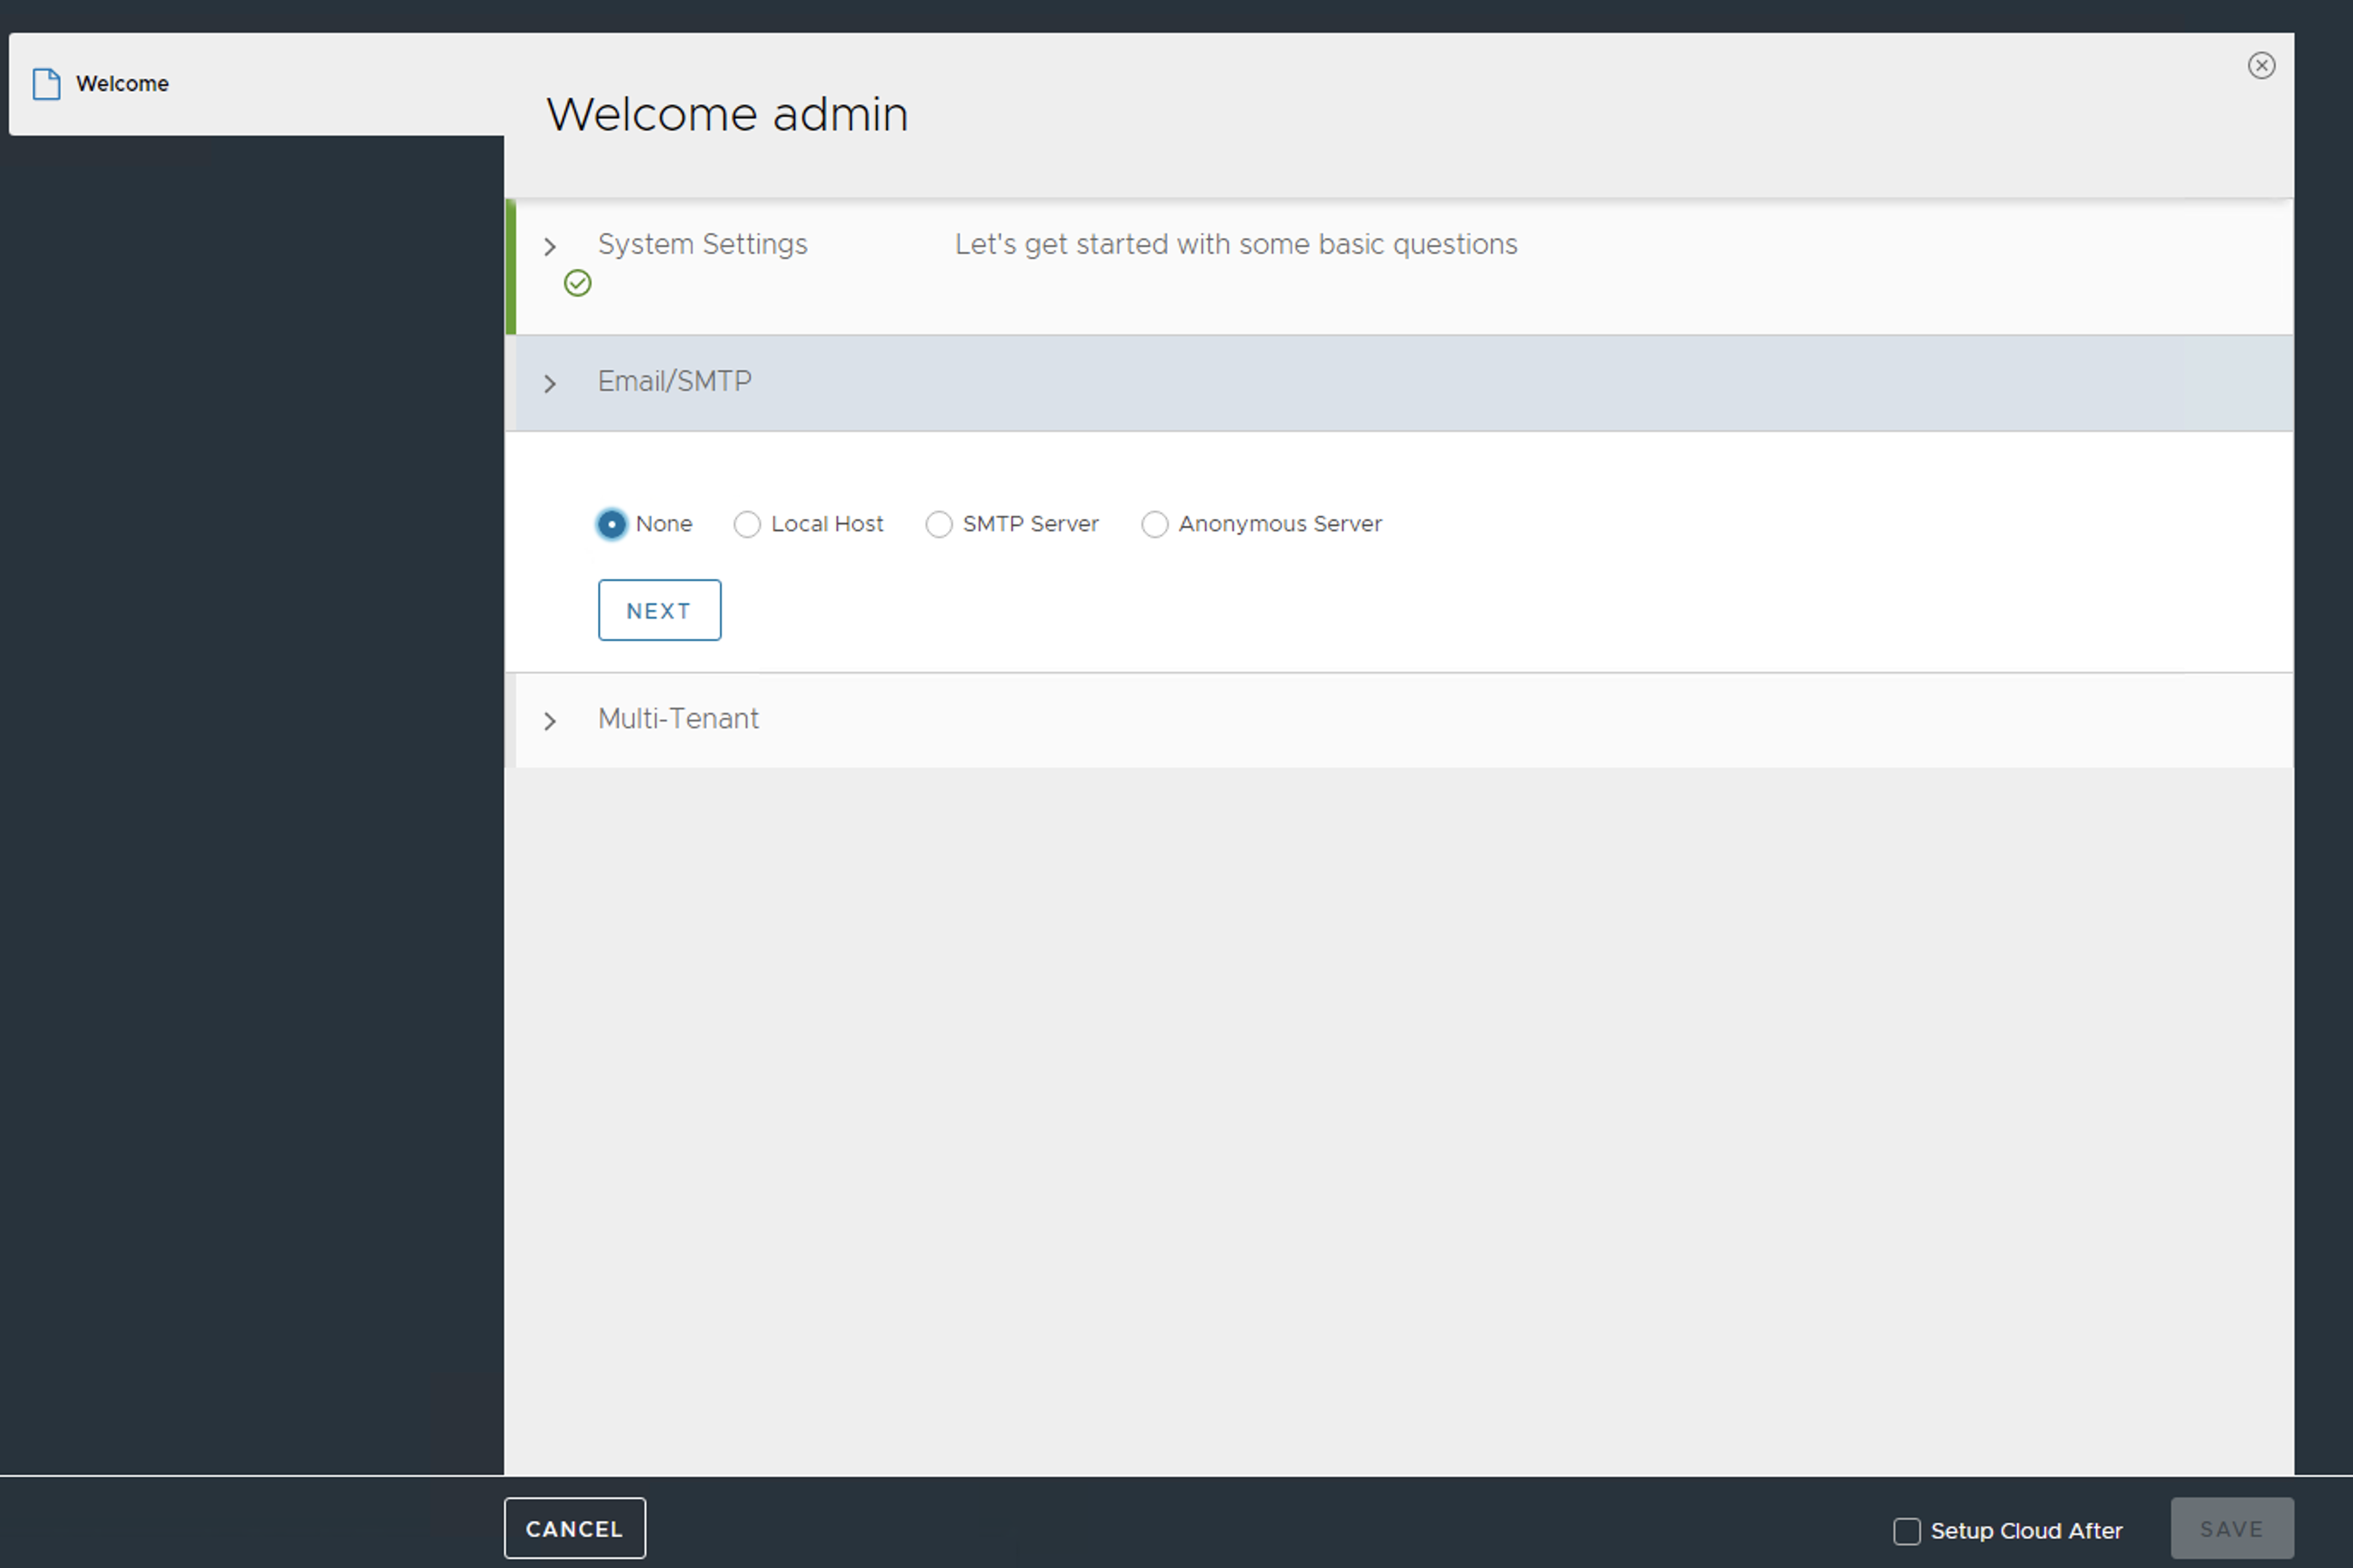 Welcome
Welcome admin
System Settings Let's get started with some basic questions
Email/SMTP
None Local Host SMTP Server Anonymous Server
NEXT
Multi-Tenant
CANCEL Setup Cloud After SAVE